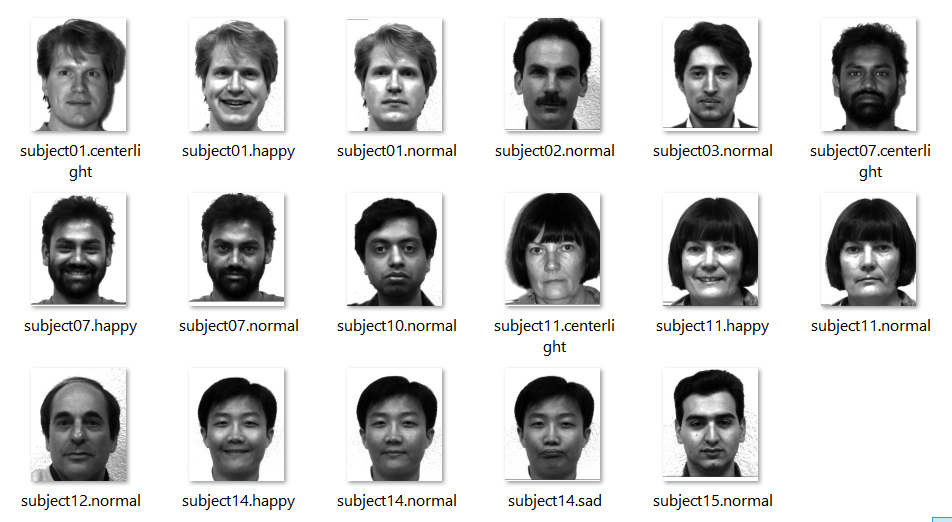 subject01.centerli
ght
subject01.happy
subject01.normal
subject02.normal
subject03.normal
subject07.centerli
ght
subject07.happy
subject07.normal
subject10.normal
subject11.centerli
ght
subject11.happy
subject11.normal
subject12.normal
subject14.happy
subject14.normal
subject14.sad
subject15.normal